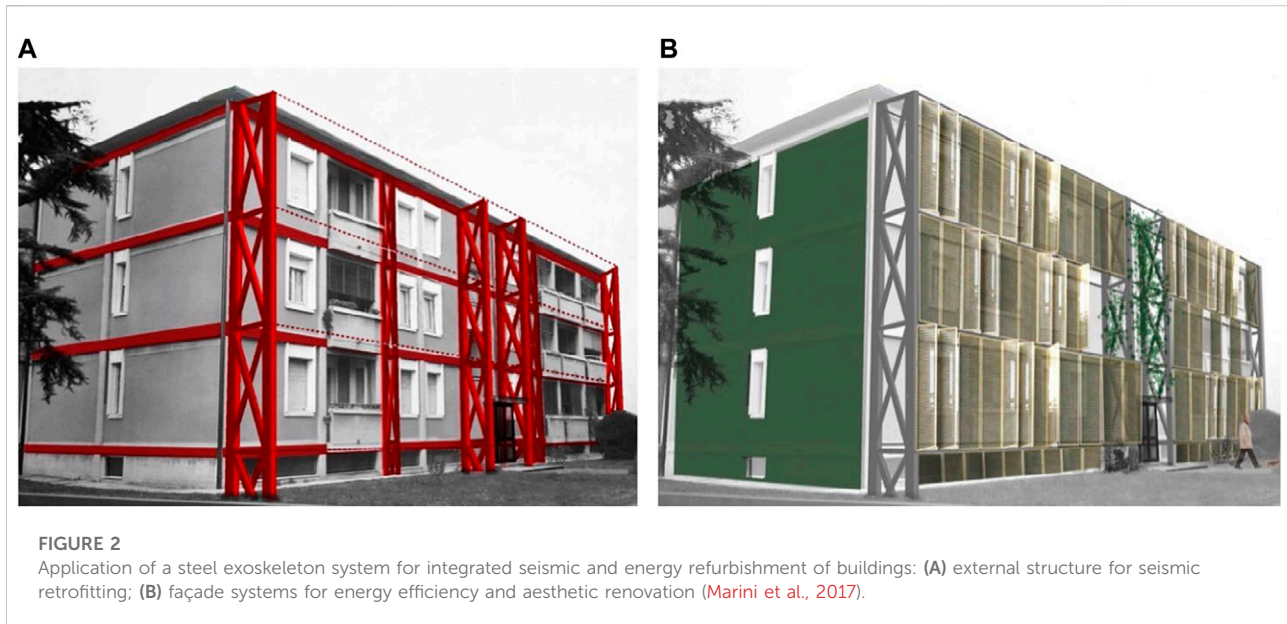 A
B
FIGURE 2
Application of a steel exoskeleton system for integrated seismic and energy refurbishment of buildings: (A) external structure for seismic
retrofitting; (B) façade systems for energy efficiency and aesthetic renovation (Marini et al., 2017).